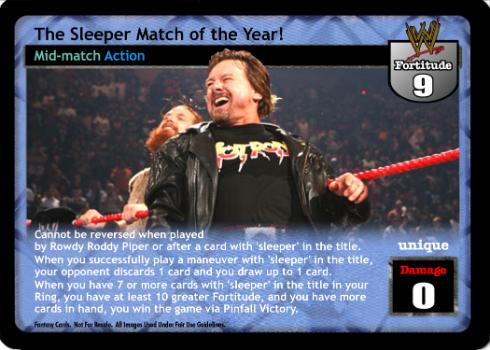 The Sleeper Match of the Year!
Mid-match Action
W
Fortitude
9
HOT ROD
Cannot be reversed when played
by Rowdy Roddy Piper or after a card with 'sleeper' in the title.
When you successfully play a maneuver with 'sleeper' in title,
your opponent discards 1 card and you draw up to 1 card.
When you have 7 or more cards with 'sleeper' in the title in your
Ring, you have at least 10 greater Fortitude, and you have more
cards in hand, you win the game via Pinfall Victory.
unique
Damage
0
Fantasy Cards. Not For Resale. All Images Used Under Fair Use Guidelines.